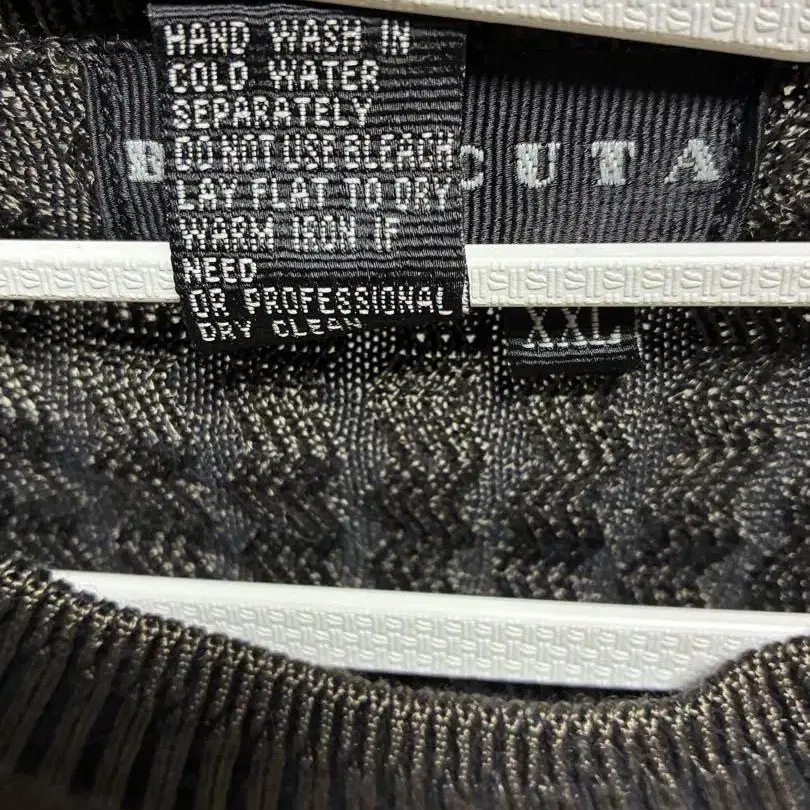 HAND WASH IN
COLD WATER
SEPARATELY
DO NOT USE BLEACH
LAY FLAT TO DRY
WARM IRON IF
NEED
OR PROFESSIONAL
DRY CLEAN
B CUTA
XXL